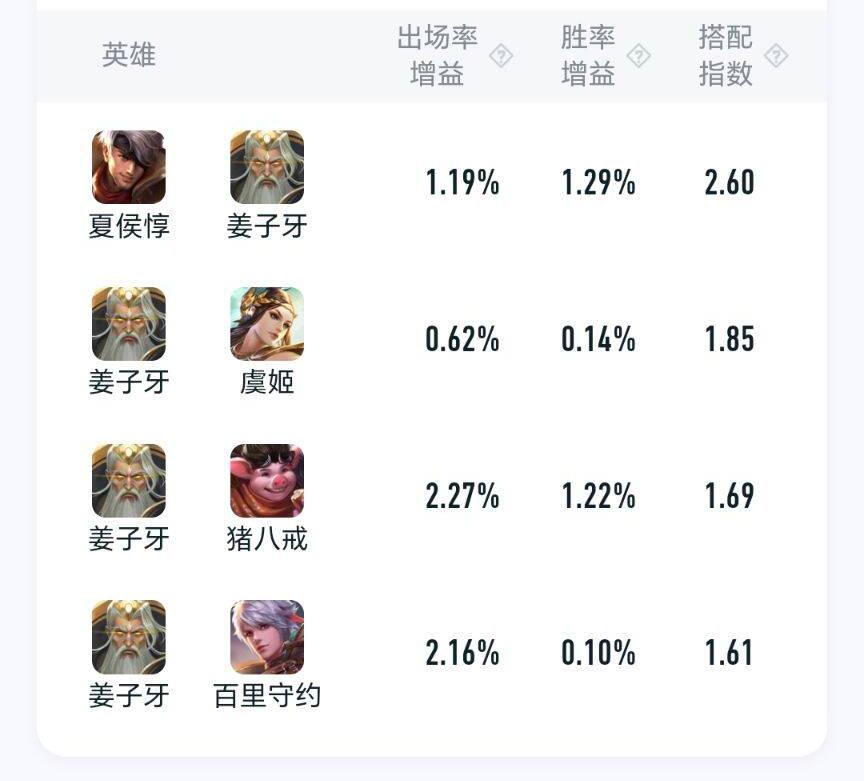 英雄 出场率增益 ? 胜率增益 ? 搭配指数 ?
夏侯惇 姜子牙 1.19% 1.29% 2.60
姜子牙 虞姬 0.62% 0.14% 1.85
姜子牙 猪八戒 2.27% 1.22% 1.69
姜子牙 百里守约 2.16% 0.10% 1.61